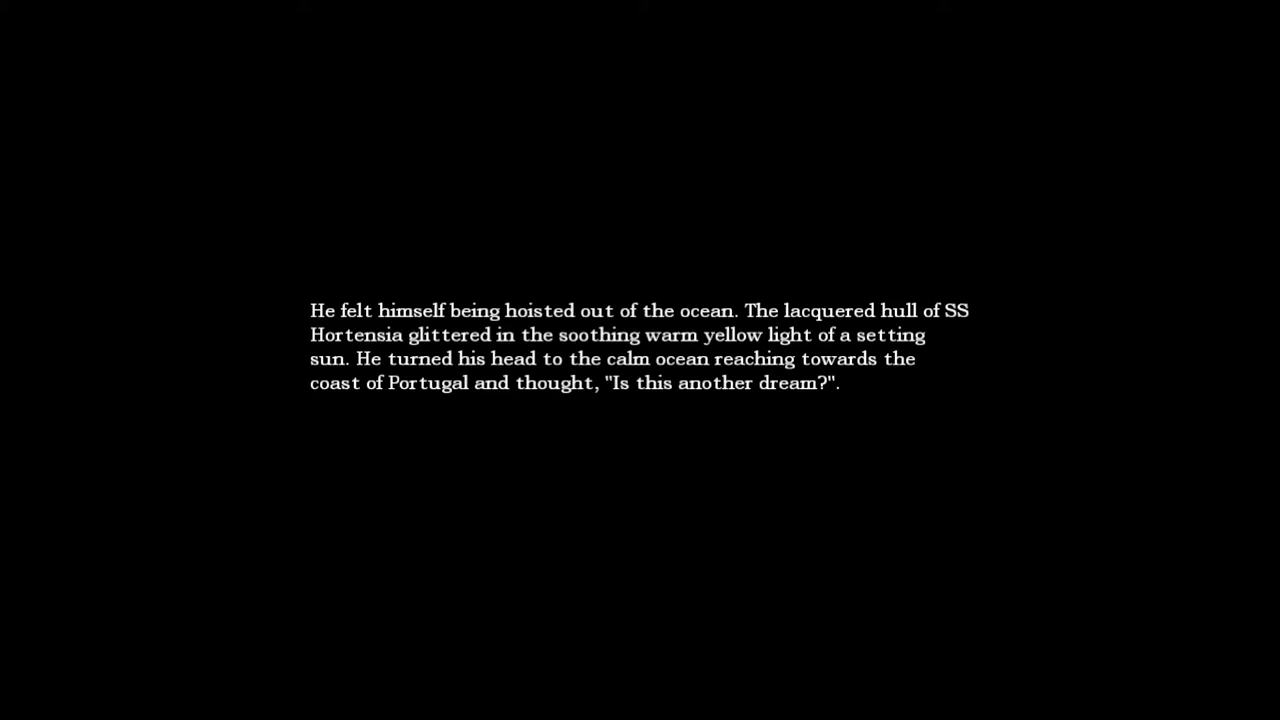 He felt himself being hoisted out of the ocean. The lacquered hull of SS
Hortensia glittered in the soothing warm yellow light of a setting
sun. He turned his head to the calm ocean reaching towards the
coast of Portugal and thought, "Is this another dream?".